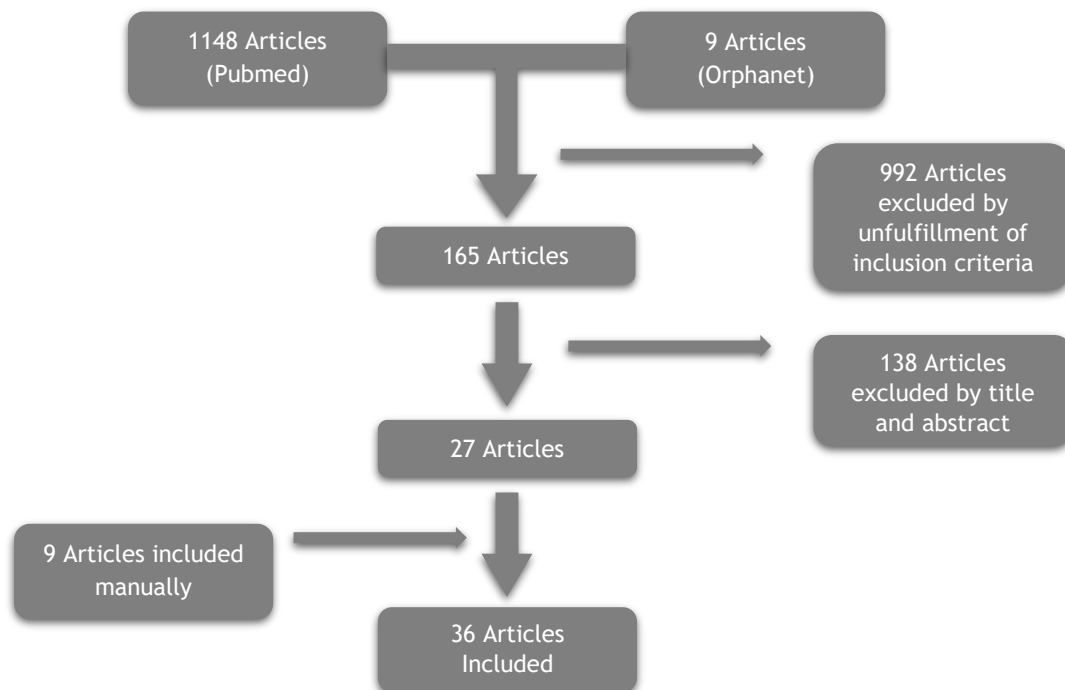 1148 Articles
(Pubmed)
9 Articles
(Orphanet)
992 Articles
excluded by
unfulfillment of
inclusion criteria
165 Articles
138 Articles
excluded by title
and abstract
27 Articles
9 Articles included
manually
36 Articles
Included